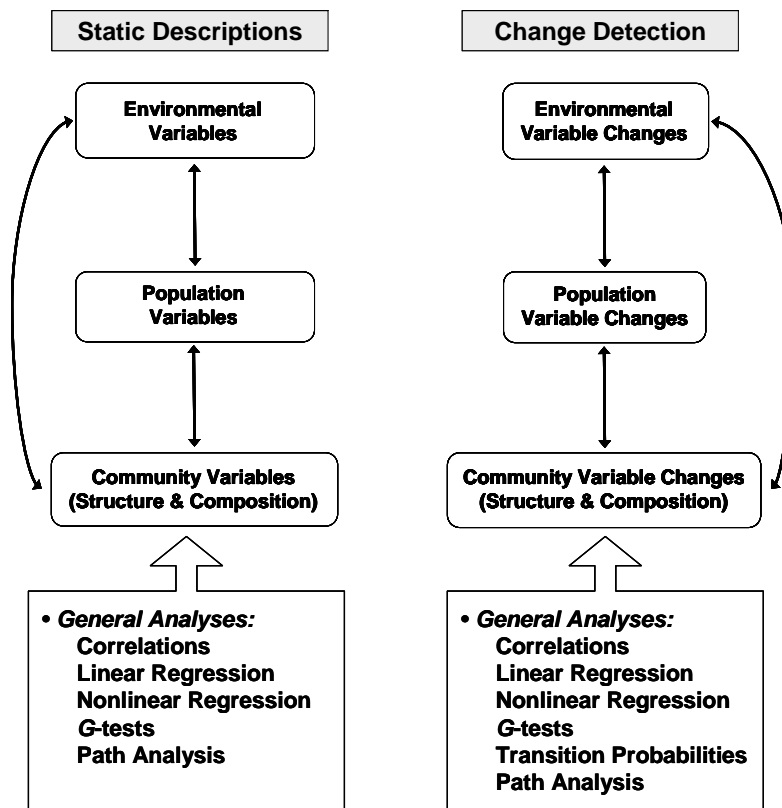 Static Descriptions
Environmental
Variables
Population
Variables
Community Variables
(Structure & Composition)
• General Analyses:
Correlations
Linear Regression
Nonlinear Regression
G-tests
Path Analysis
Change Detection
Environmental
Variable Changes
Population
Variable Changes
Community Variable Changes
(Structure & Composition)
• General Analyses:
Correlations
Linear Regression
Nonlinear Regression
G-tests
Transition Probabilities
Path Analysis